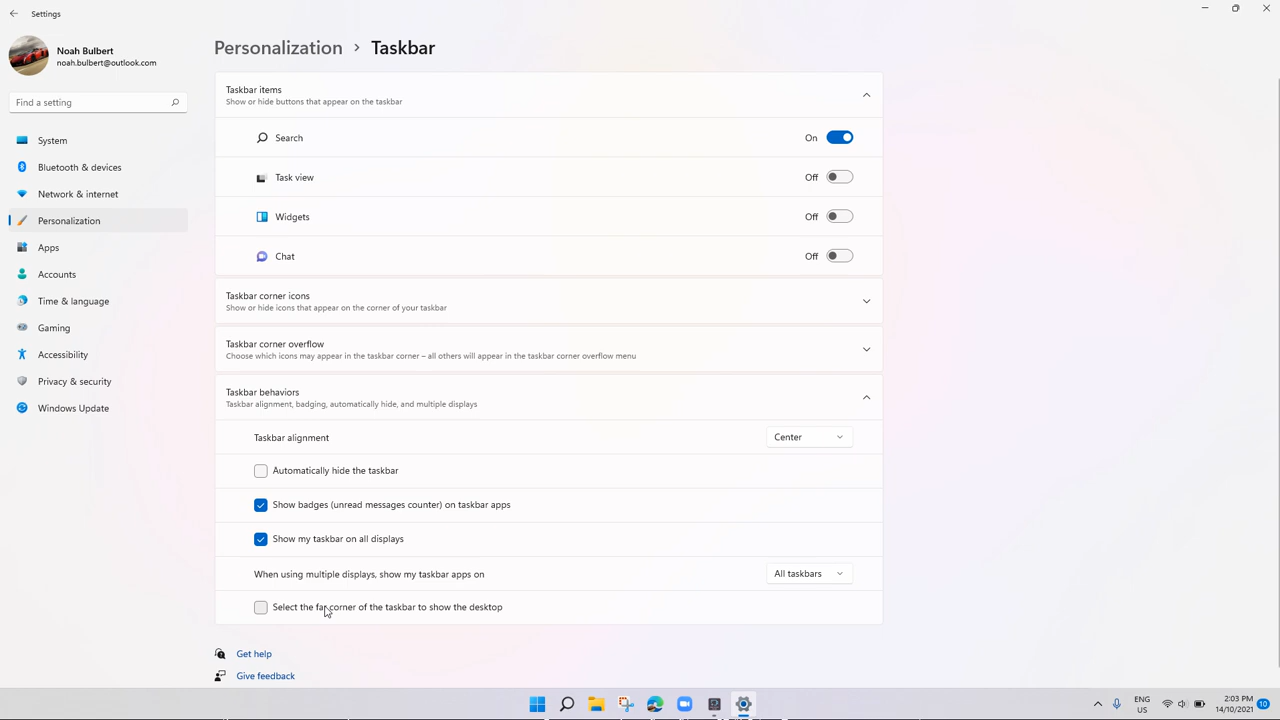 Settings
Noah Bulbert
noah.bulbert@outlook.com
Find a setting
System
Bluetooth & devices
Network & internet
Personalization
Apps
Accounts
Time & language
Gaming
Accessibility
Privacy & security
Windows Update
Personalization > Taskbar
Taskbar items
Show or hide buttons that appear on the taskbar
Search On
Task view Off
Widgets Off
Chat Off
Taskbar corner icons
Show or hide icons that appear on the corner of your taskbar
Taskbar corner overflow
Choose which icons may appear in the taskbar corner – all others will appear in the taskbar corner overflow menu
Taskbar behaviors
Taskbar alignment, badging, automatically hide, and multiple displays
Taskbar alignment Center
Automatically hide the taskbar
Show badges (unread messages counter) on taskbar apps
Show my taskbar on all displays
When using multiple displays, show my taskbar apps on All taskbars
Select the far corner of the taskbar to show the desktop
Get help
Give feedback
ENG
US
2:03 PM
14/10/2021
10